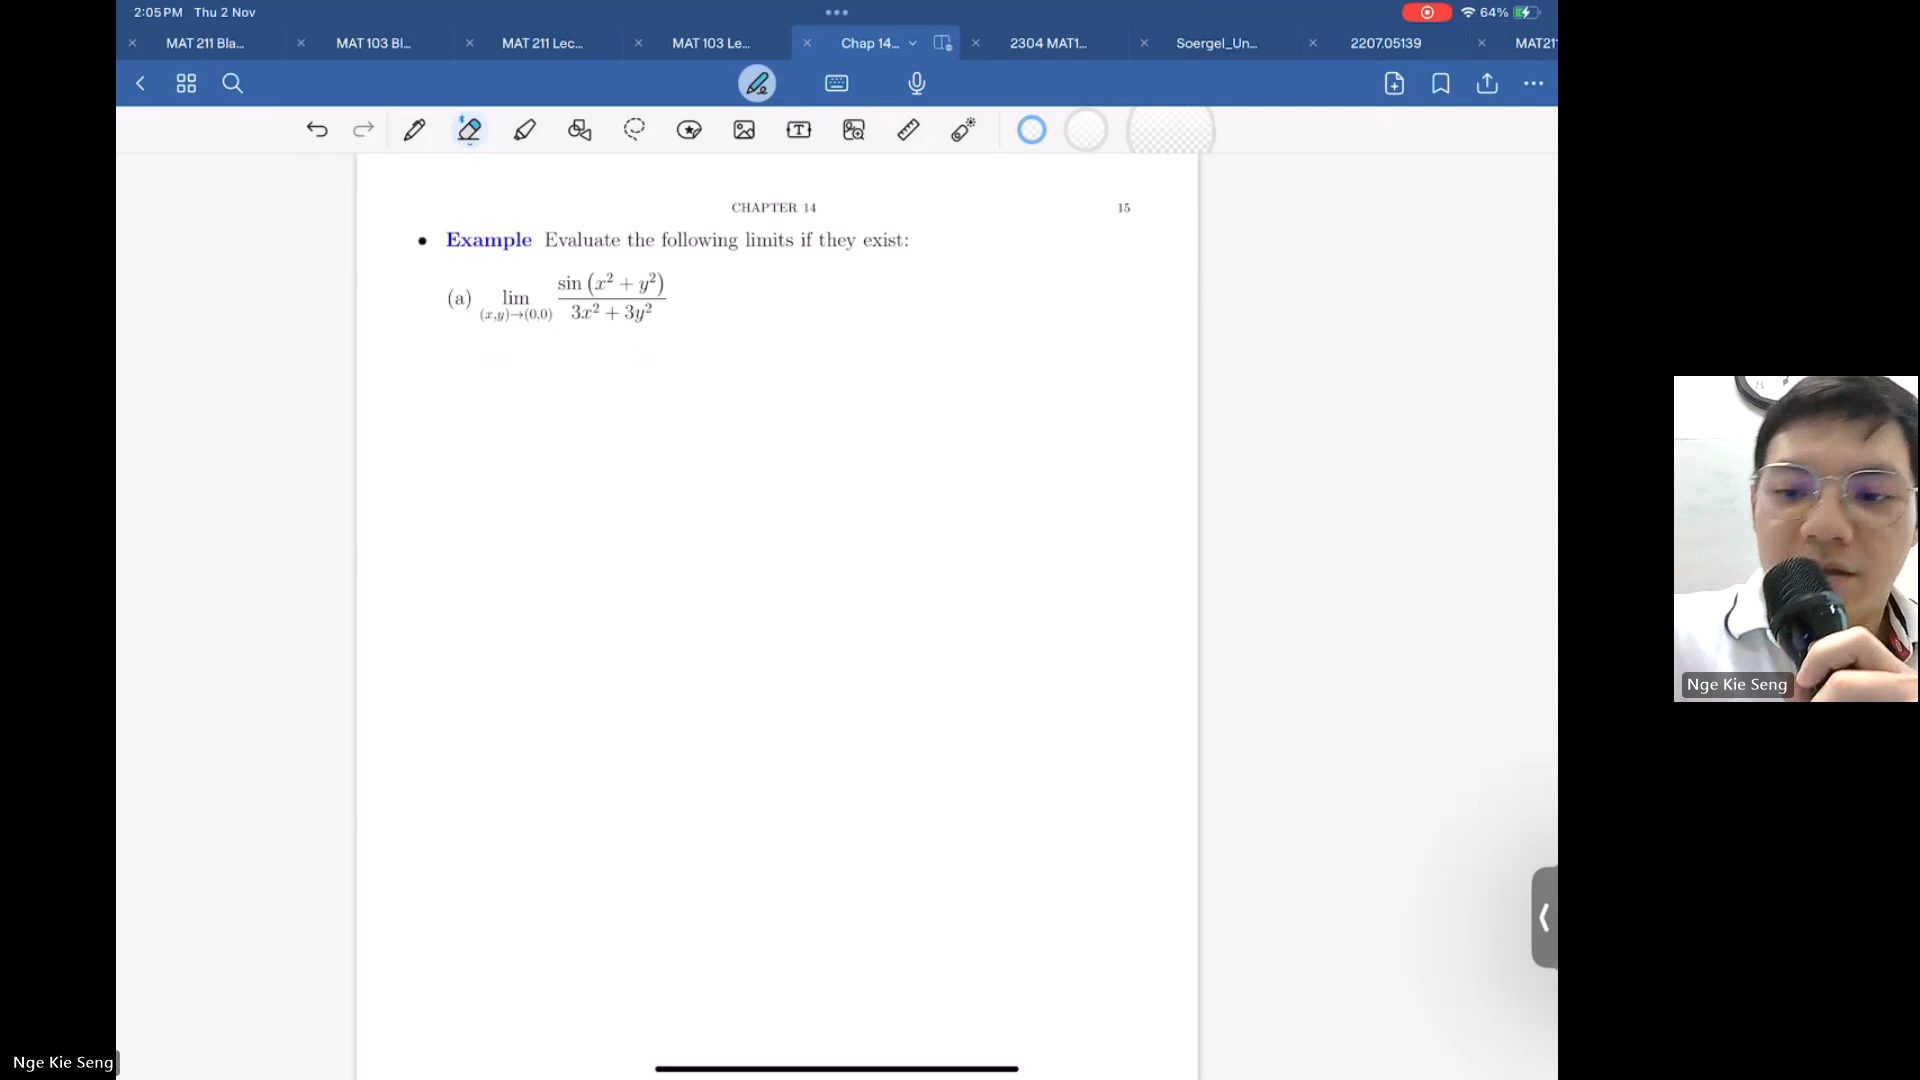 2:05 PM Thu 2 Nov
64%
MAT 211 Bla...
MAT 103 Bl...
MAT 211 Lec...
MAT 103 Le...
Chap 14...
2304 MAT1...
Soergel_Un...
2207.05139
MAT21
CHAPTER 14
15
• Example Evaluate the following limits if they exist:
(a) lim (x,y)→(0,0) sin (x² + y²) / 3x² + 3y²
Nge Kie Seng
Nge Kie Seng